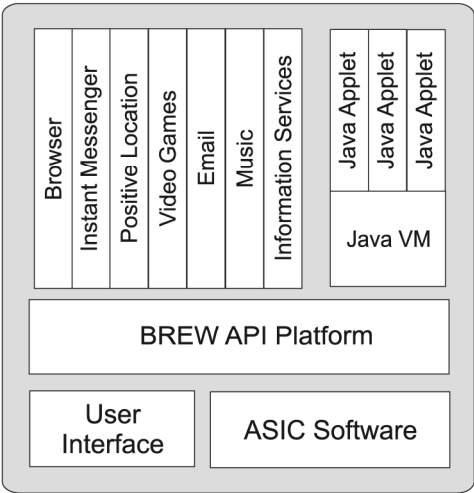 Browser
Instant Messenger
Positive Location
Video Games
Email
Music
Information Services
Java Applet
Java Applet
Java Applet
Java VM
BREW API Platform
User
Interface
ASIC Software